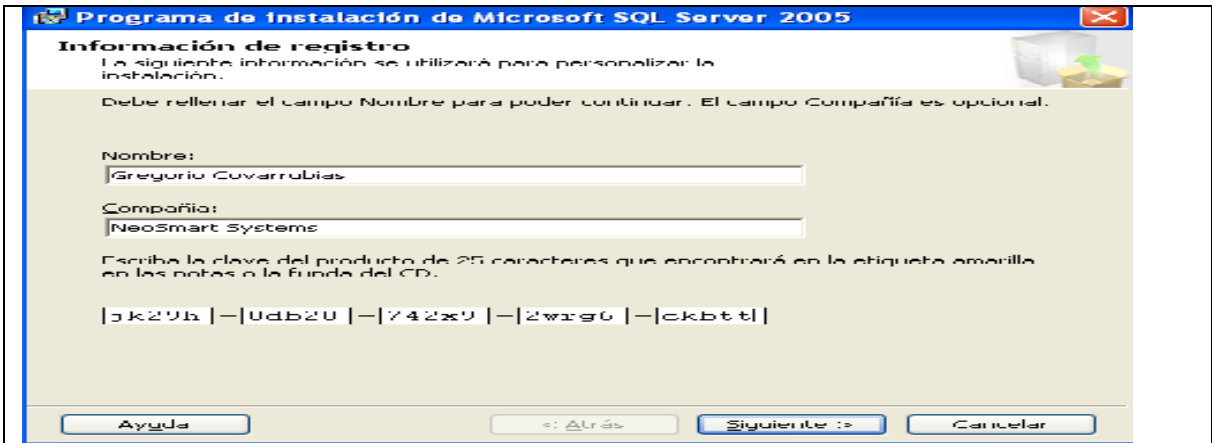 Programa de instalación de Microsoft SQL Server 2005
Información de registro
La siguiente información se utilizará para personalizar la
instalación.
Debe rellenar el campo Nombre para poder continuar. El campo Compañía es opcional.
Nombre:
Gregorio Covarrubias
Compañia:
NeoSmart Systems
Escriba la clave del producto de 25 caracteres que encontrará en la etiqueta amarilla
en las notas o la funda del CD.
Ayuda
< Atrás
Siguiente >
Cancelar